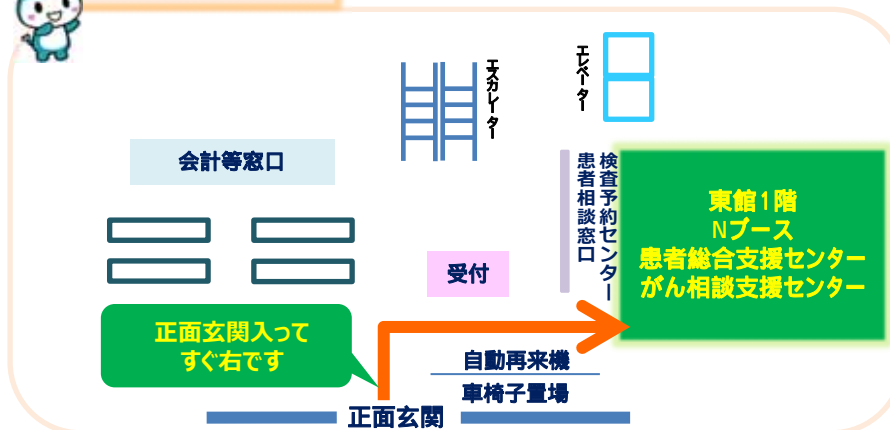 エスカレーター
エレベーター
会計等窓口
患者相談窓口
検査予約センター
東館1階
Nブース
患者総合支援センター
がん相談支援センター
受付
正面玄関入って
すぐ右です
自動再来機
車椅子置場
正面玄関